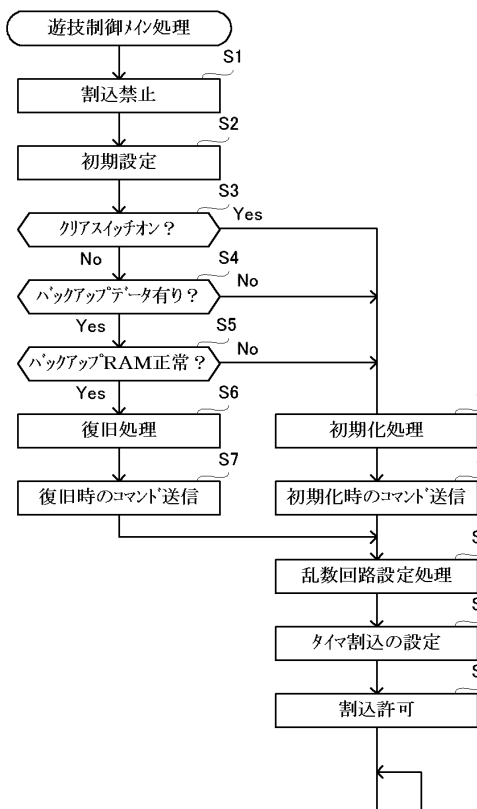 遊技制御メイン処理
S1
割込禁止
S2
初期設定
S3
クリアスイッチオン？
Yes
No
S4
バックアップデータ有り？
No
Yes
S5
バックアップRAM正常？
No
Yes
S6
復旧処理
初期化処理
S7
復旧時のコマンド送信
初期化時のコマンド送信
S
乱数回路設定処理
S
タイマ割込の設定
S
割込許可